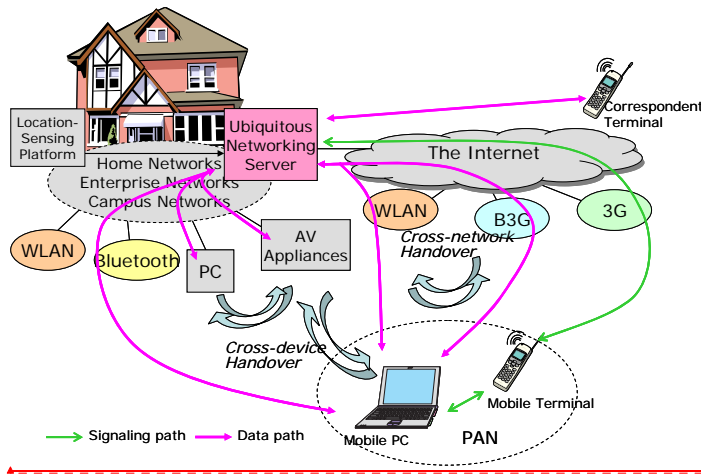 Location-
Sensing
Platform
Ubiquitous
Networking
Server
Correspondent
Terminal
The Internet
Home Networks
Enterprise Networks
Campus Networks
WLAN
B3G
3G
WLAN
Bluetooth
PC
AV
Appliances
Cross-network
Handover
Cross-device
Handover
Mobile Terminal
Mobile PC
PAN
Signaling path
Data path